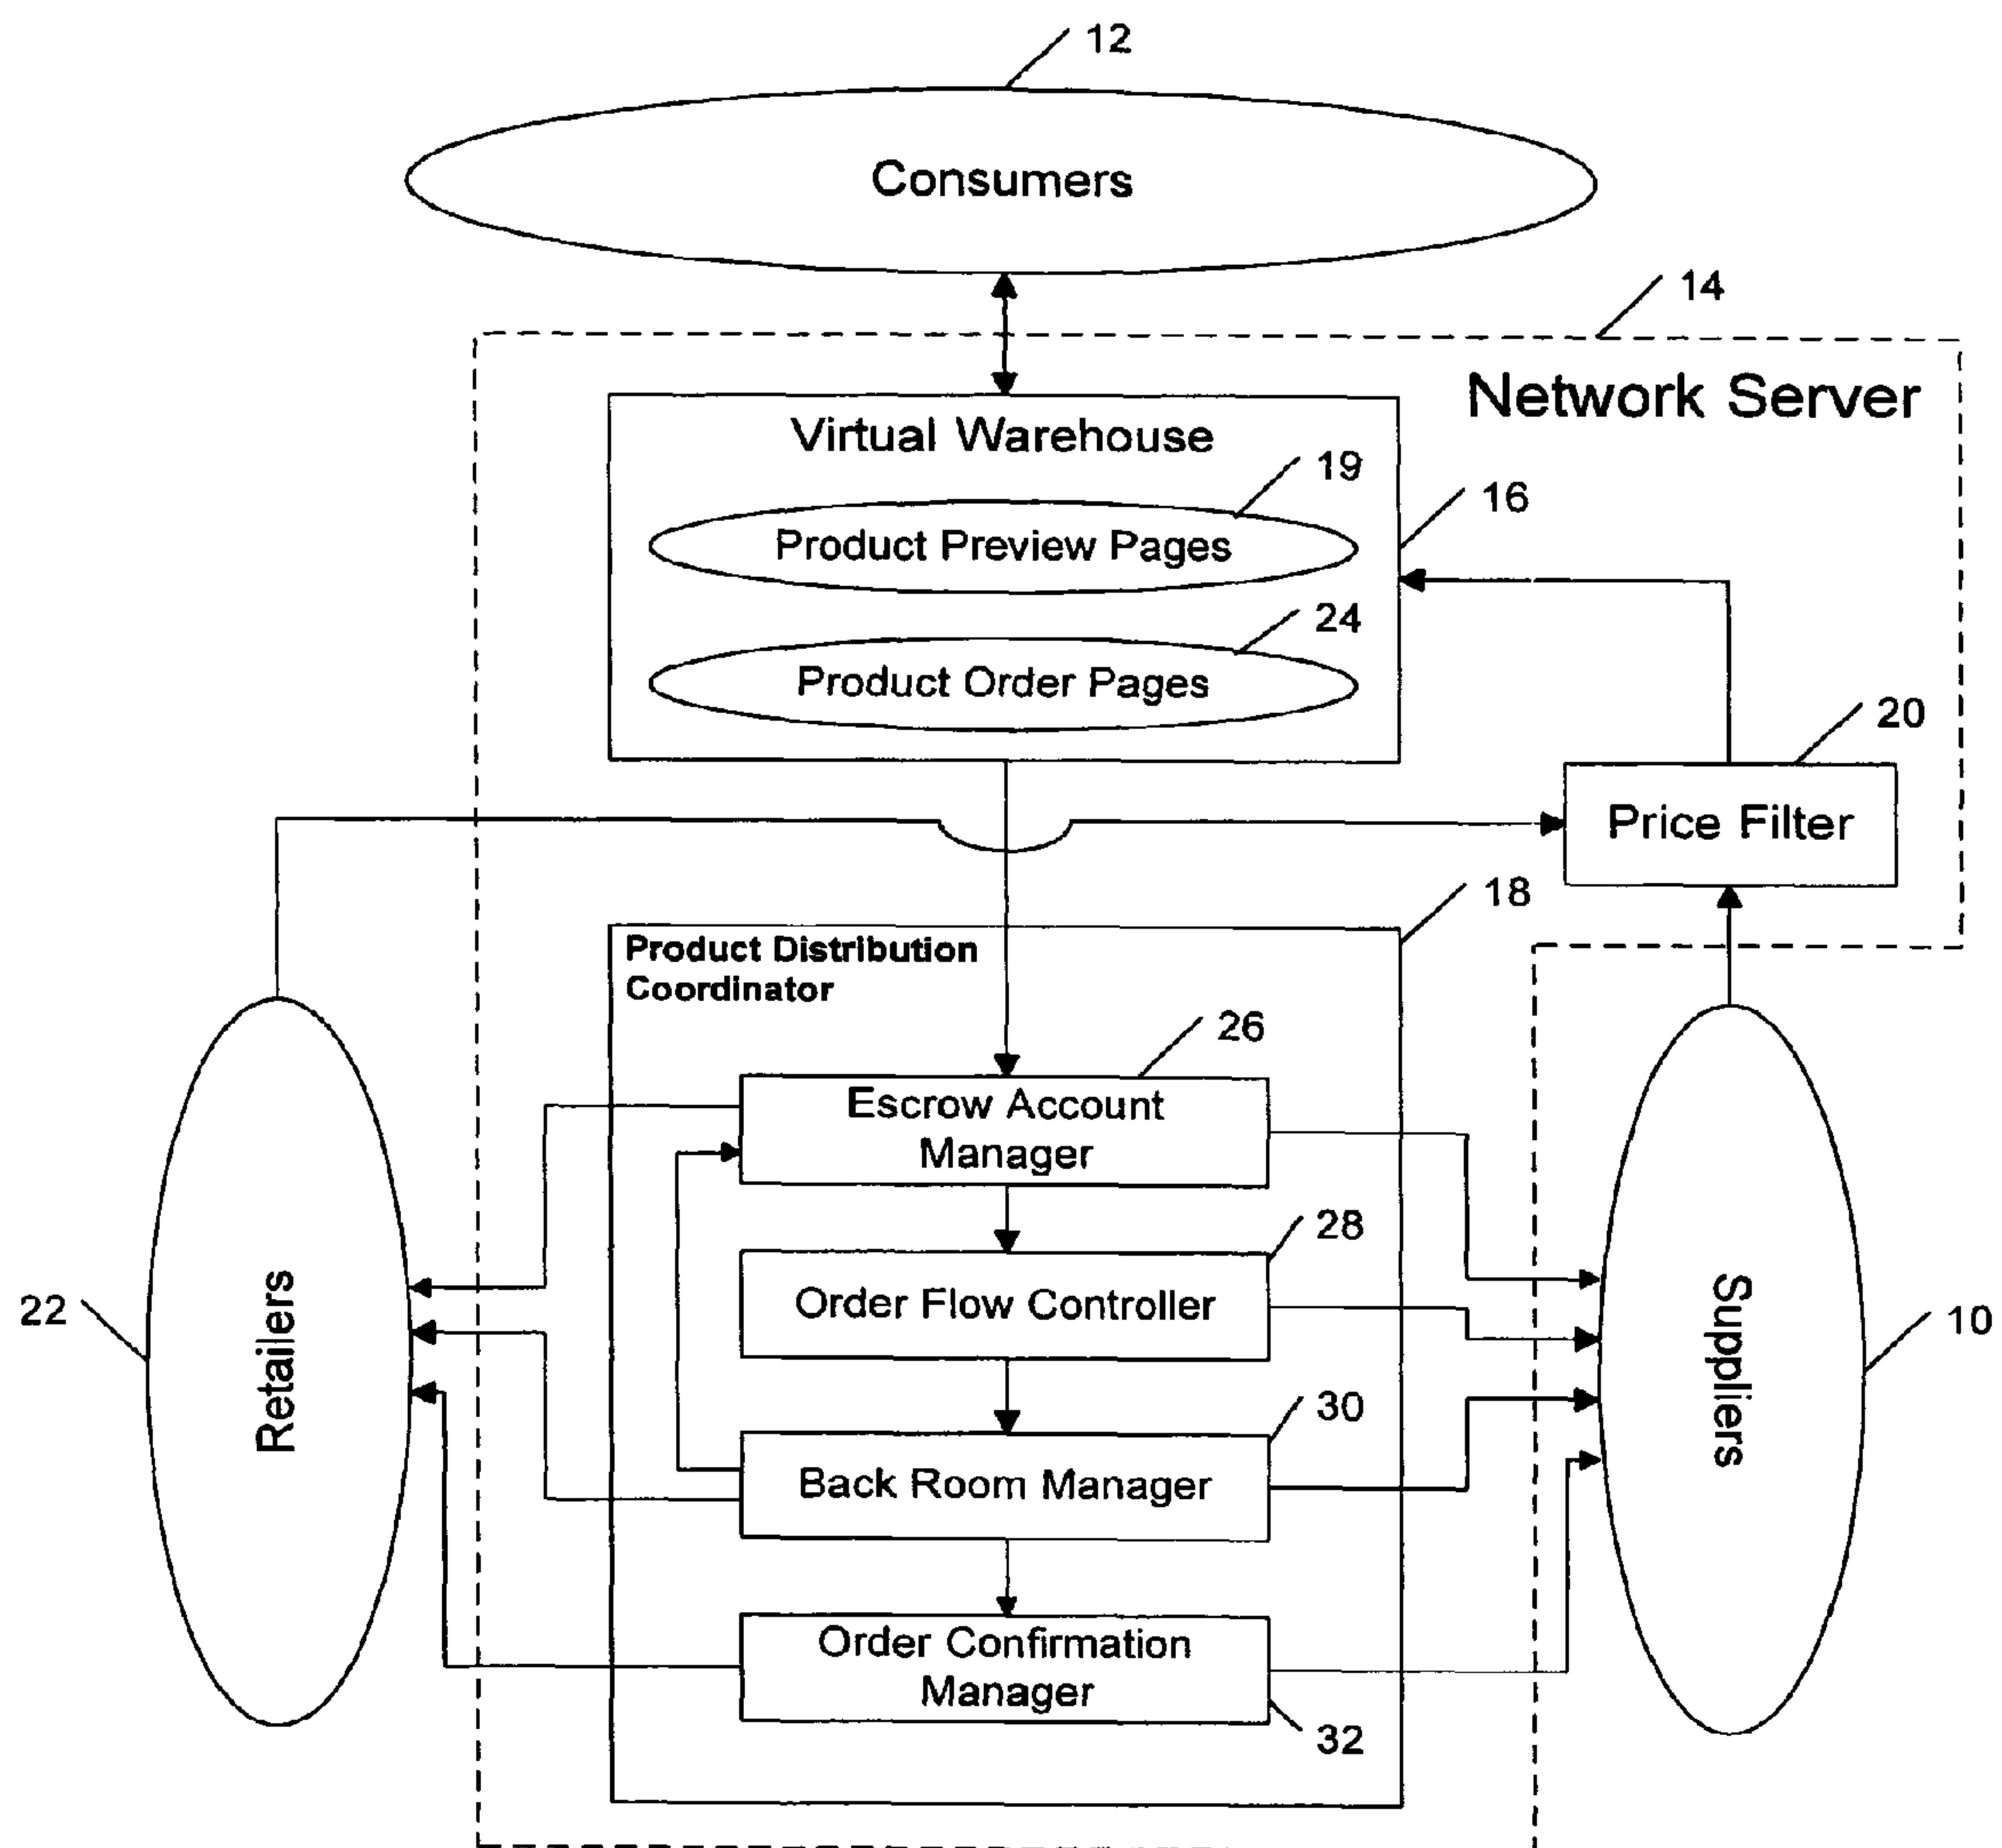 12
Consumers
14
Network Server
Virtual Warehouse
19
16
Product Preview Pages
24
Product Order Pages
20
Price Filter
18
Product Distribution
Coordinator
26
Escrow Account
Manager
28
Order Flow Controller
22
Retailers
Suppliers
10
30
Back Room Manager
Order Confirmation
Manager
32